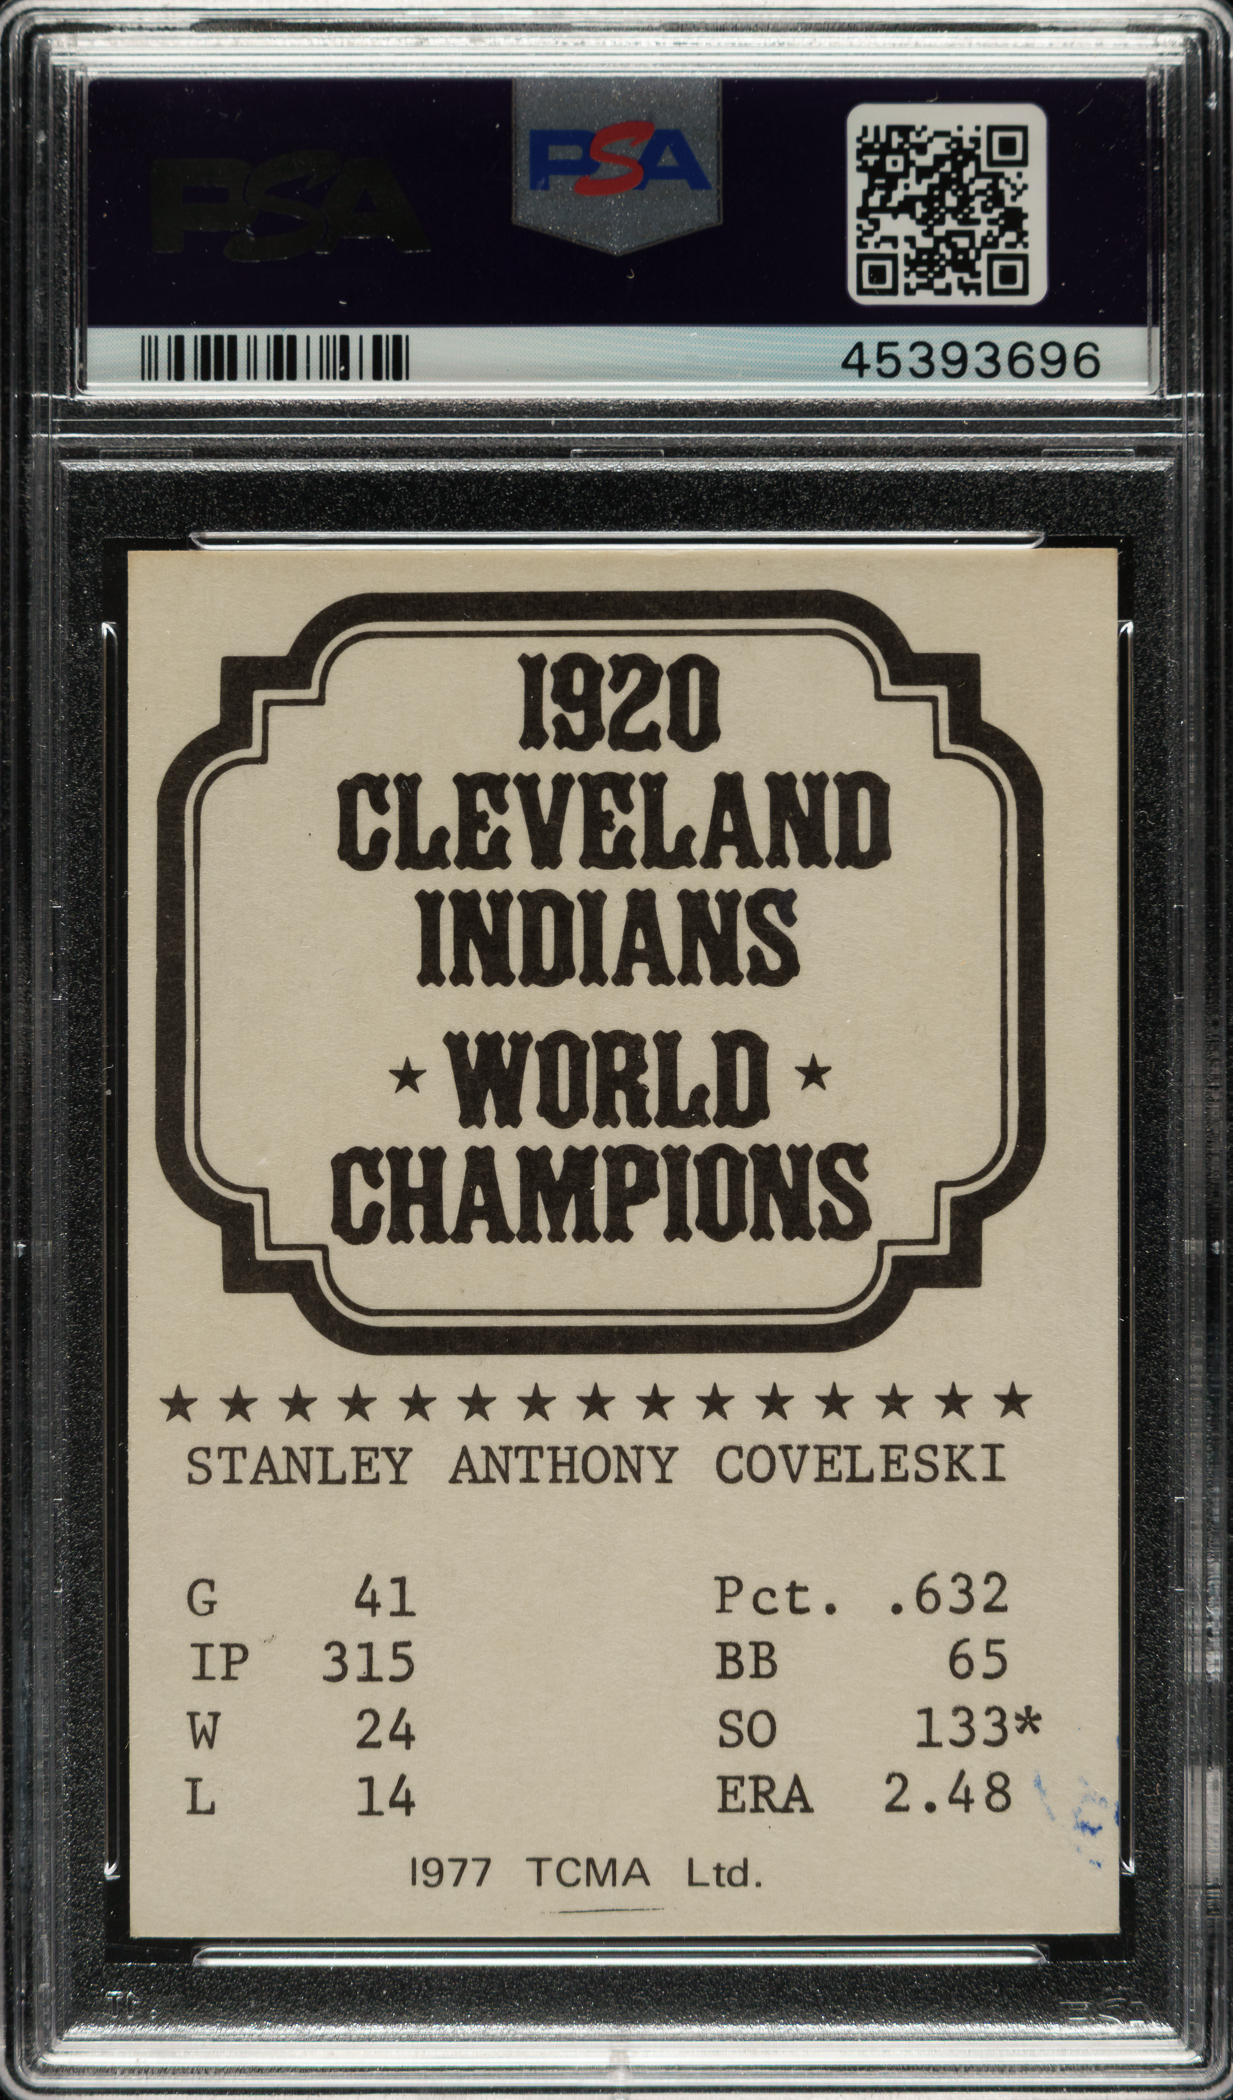 PSA
PSA
45393696
1920
CLEVELAND
INDIANS
★ WORLD ★
CHAMPIONS
★ ★ ★ ★ ★ ★ ★ ★ ★ ★ ★ ★ ★ ★ ★
STANLEY ANTHONY COVELESKI
G 41 Pct. .632
IP 315 BB 65
W 24 SO 133*
L 14 ERA 2.48
1977 TCMA Ltd.